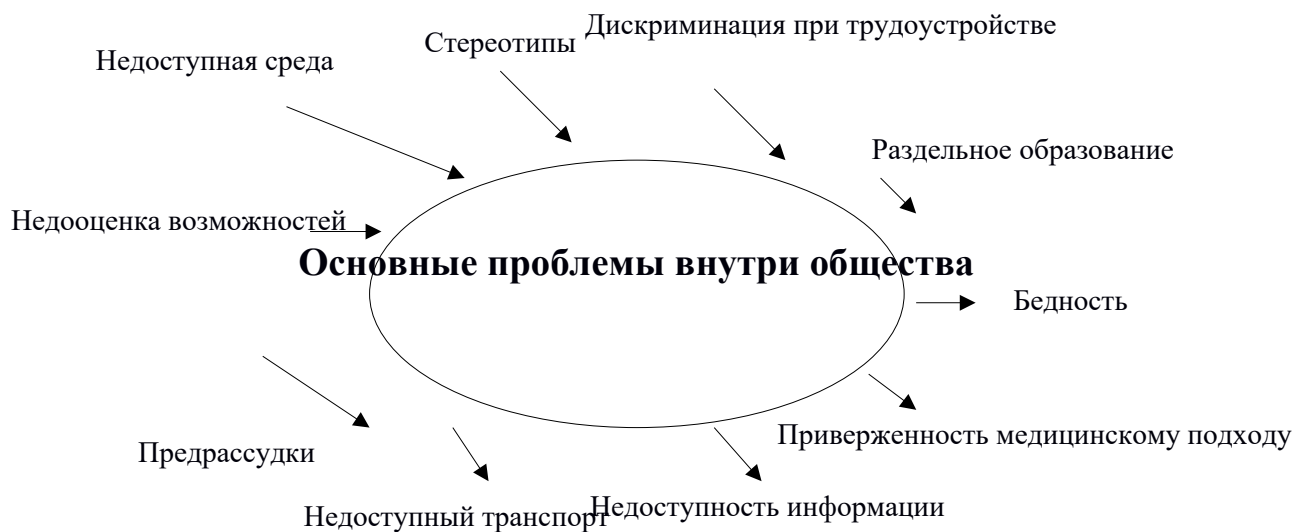 Дискриминация при трудоустройстве
Стереотипы
Недоступная среда
Раздельное образование
Недооценка возможностей
Основные проблемы внутри общества
Бедность
Приверженность медицинскому подходу
Предрассудки
Недоступность информации
Недоступный транспорт